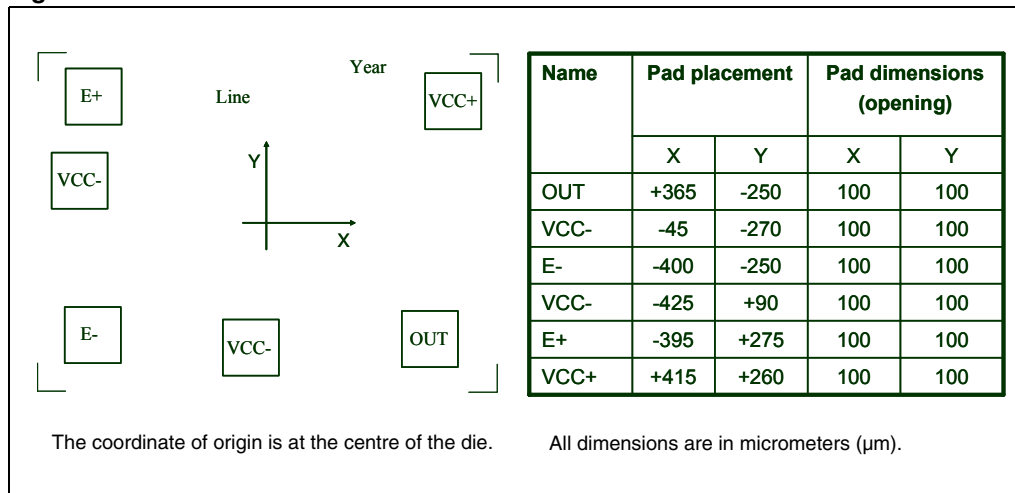 Year
E+
Line
VCC+
Y
VCC-
X
E-
VCC-
OUT
Name Pad placement Pad dimensions
(opening)
X Y X Y
OUT +365 -250 100 100
VCC- -45 -270 100 100
E- -400 -250 100 100
VCC- -425 +90 100 100
E+ -395 +275 100 100
VCC+ +415 +260 100 100
The coordinate of origin is at the centre of the die. All dimensions are in micrometers (µm).